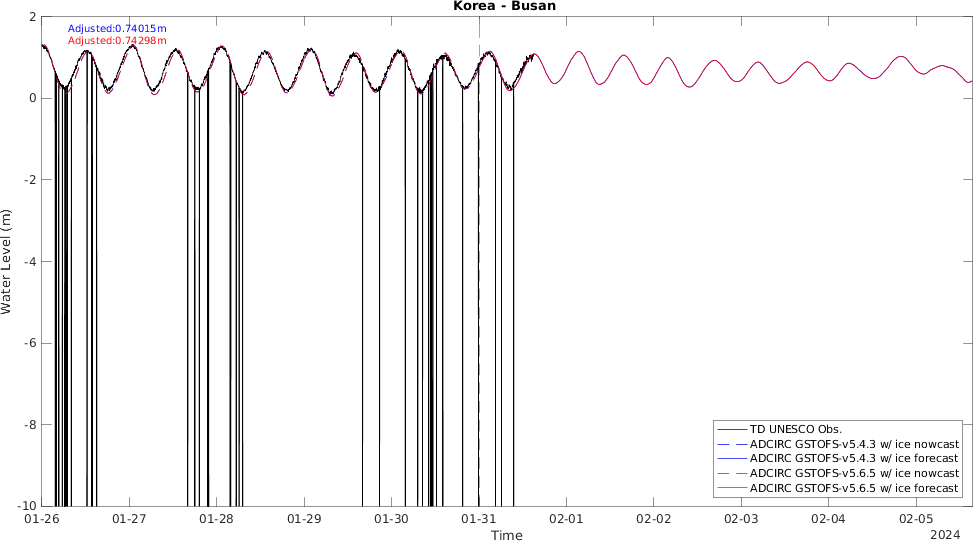 Korea - Busan
Adjusted:0.74015m
Adjusted:0.74298m
2
0
-2
-4
-6
-8
-10
Water Level (m)
TD UNESCO Obs.
ADCIRC GSTOFS-v5.4.3 w/ ice nowcast
ADCIRC GSTOFS-v5.4.3 w/ ice forecast
ADCIRC GSTOFS-v5.6.5 w/ ice nowcast
ADCIRC GSTOFS-v5.6.5 w/ ice forecast
01-26 01-27 01-28 01-29 01-30 01-31 02-01 02-02 02-03 02-04 02-05
Time
2024